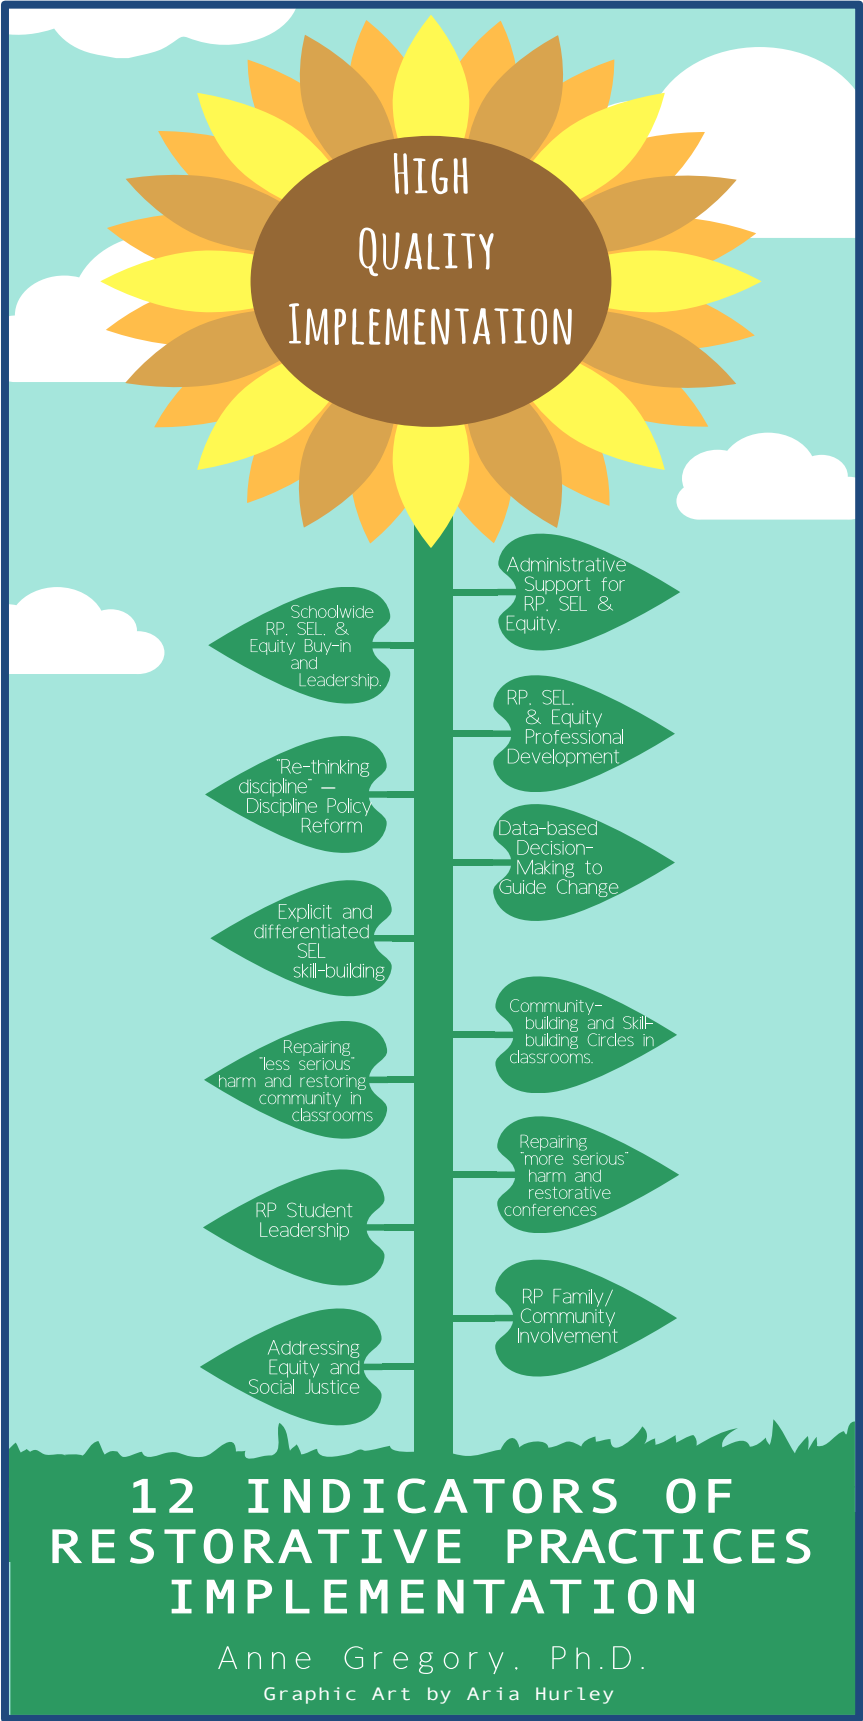 High
Quality
Implementation
Administrative
Support for
RP, SEL &
Equity.
Schoolwide
RP, SEL, &
Equity Buy-in
and
Leadership.
RP, SEL,
& Equity
Professional
Development
"Re-thinking
discipline" –
Discipline Policy
Reform
Data-based
Decision-
Making to
Guide Change
Explicit and
differentiated
SEL
skill-building
Community-
building and Skill-
building Circles in
classrooms.
Repairing
"less serious"
harm and restoring
community in
classrooms
Repairing
"more serious"
harm and
restorative
conferences
RP Student
Leadership
RP Family/
Community
Involvement
Addressing
Equity and
Social Justice
12 INDICATORS OF
RESTORATIVE PRACTICES
IMPLEMENTATION
Anne Gregory, Ph.D.
Graphic Art by Aria Hurley